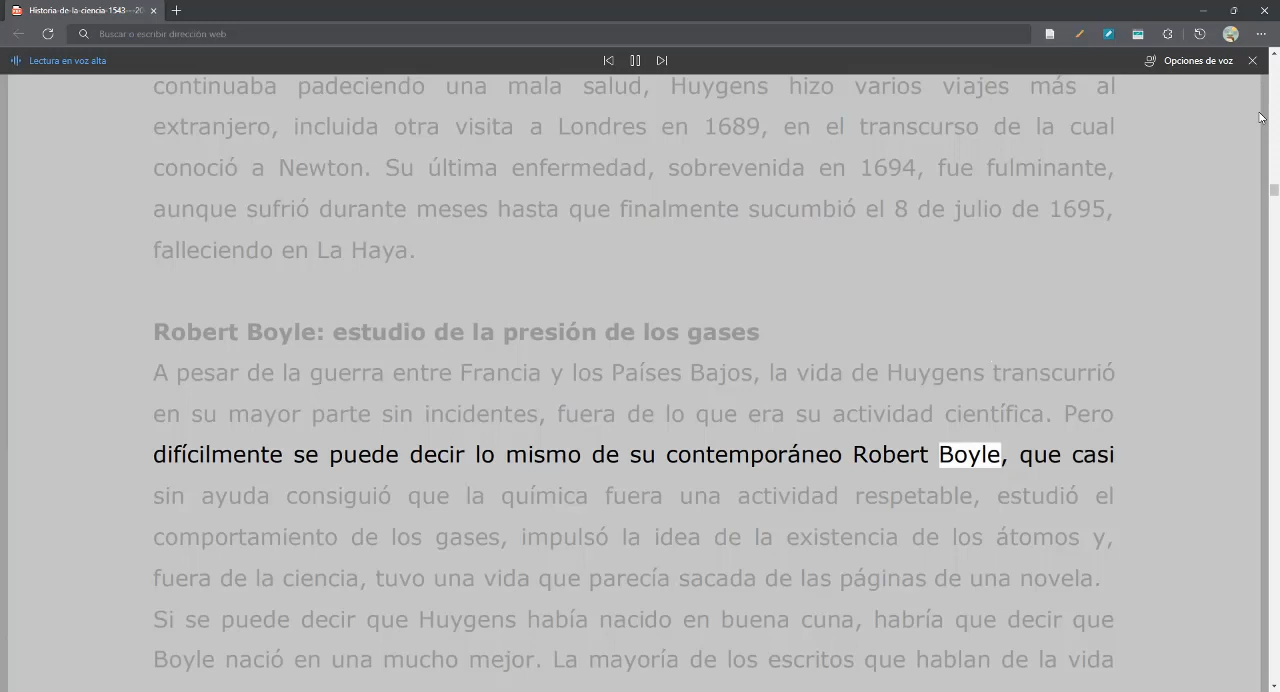 Historia-de-la-ciencia-1543---20
Buscar o escribir dirección web
Lectura en voz alta
Opciones de voz
continuaba padeciendo una mala salud, Huygens hizo varios viajes más al
extranjero, incluida otra visita a Londres en 1689, en el transcurso de la cual
conoció a Newton. Su última enfermedad, sobrevenida en 1694, fue fulminante,
aunque sufrió durante meses hasta que finalmente sucumbió el 8 de julio de 1695,
falleciendo en La Haya.
Robert Boyle: estudio de la presión de los gases
A pesar de la guerra entre Francia y los Países Bajos, la vida de Huygens transcurrió
en su mayor parte sin incidentes, fuera de lo que era su actividad científica. Pero
difícilmente se puede decir lo mismo de su contemporáneo Robert Boyle, que casi
sin ayuda consiguió que la química fuera una actividad respetable, estudió el
comportamiento de los gases, impulsó la idea de la existencia de los átomos y,
fuera de la ciencia, tuvo una vida que parecía sacada de las páginas de una novela.
Si se puede decir que Huygens había nacido en buena cuna, habría que decir que
Boyle nació en una mucho mejor. La mayoría de los escritos que hablan de la vida